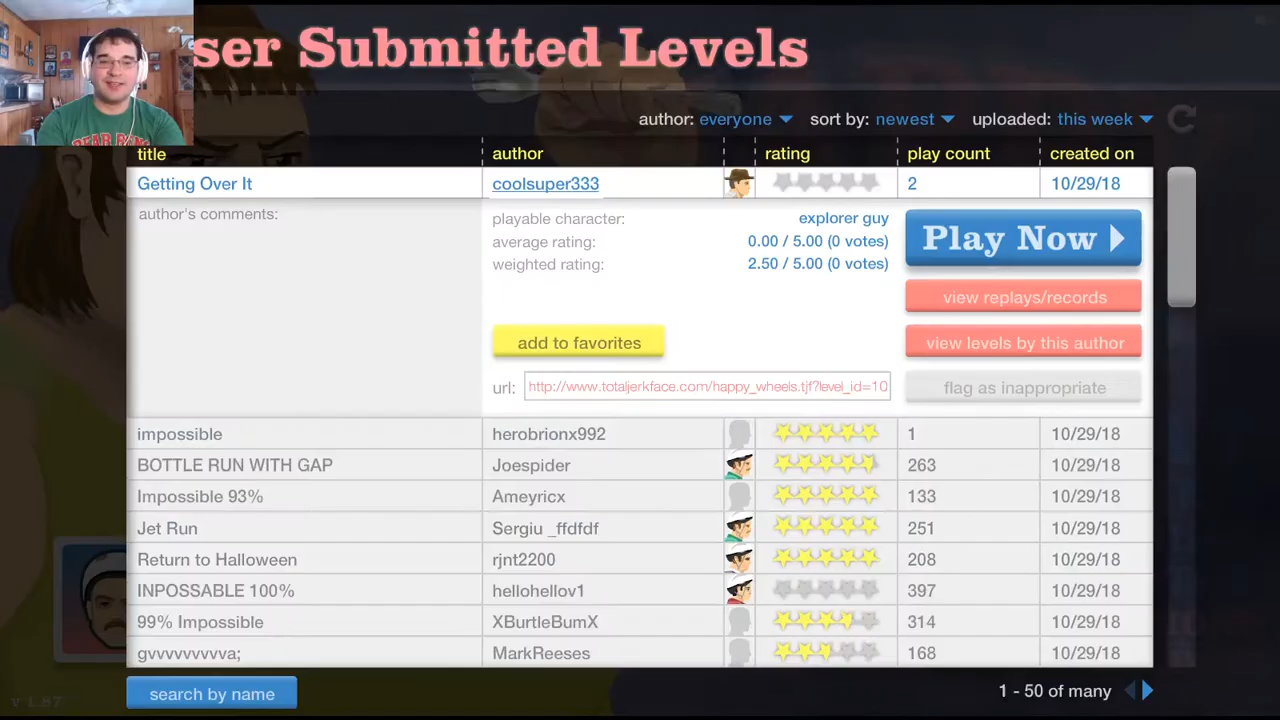 ser Submitted Levels
author: everyone sort by: newest uploaded: this week
title author rating play count created on
Getting Over It coolsuper333 2 10/29/18
author's comments:
playable character: explorer guy
average rating: 0.00 / 5.00 (0 votes)
weighted rating: 2.50 / 5.00 (0 votes)
Play Now
view replays/records
add to favorites
view levels by this author
url: http://www.totaljerkface.com/happy_wheels.tjf?level_id=10
flag as inappropriate
impossible herobrionx992 1 10/29/18
BOTTLE RUN WITH GAP Joespider 263 10/29/18
Impossible 93% Ameyricx 133 10/29/18
Jet Run Sergiu _ffdfdf 251 10/29/18
Return to Halloween rjnt2200 208 10/29/18
INPOSSABLE 100% hellohellov1 397 10/29/18
99% Impossible XBurtleBumX 314 10/29/18
gvvvvvvvva; MarkReeses 168 10/29/18
search by name
1 - 50 of many
v 1.87